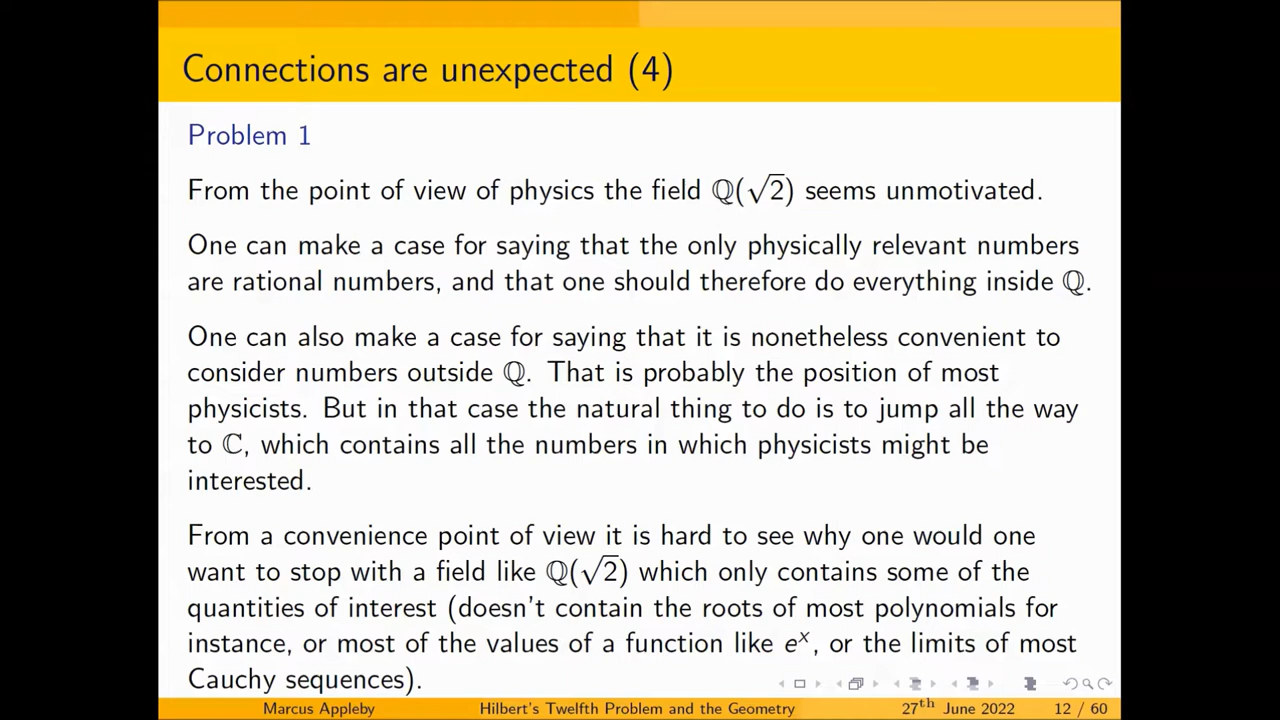 Connections are unexpected (4)
Problem 1
From the point of view of physics the field ℚ(√2) seems unmotivated.
One can make a case for saying that the only physically relevant numbers
are rational numbers, and that one should therefore do everything inside ℚ.
One can also make a case for saying that it is nonetheless convenient to
consider numbers outside ℚ. That is probably the position of most
physicists. But in that case the natural thing to do is to jump all the way
to ℂ, which contains all the numbers in which physicists might be
interested.
From a convenience point of view it is hard to see why one would one
want to stop with a field like ℚ(√2) which only contains some of the
quantities of interest (doesn't contain the roots of most polynomials for
instance, or most of the values of a function like eˣ, or the limits of most
Cauchy sequences).
Marcus Appleby Hilbert's Twelfth Problem and the Geometry 27th June 2022 12 / 60